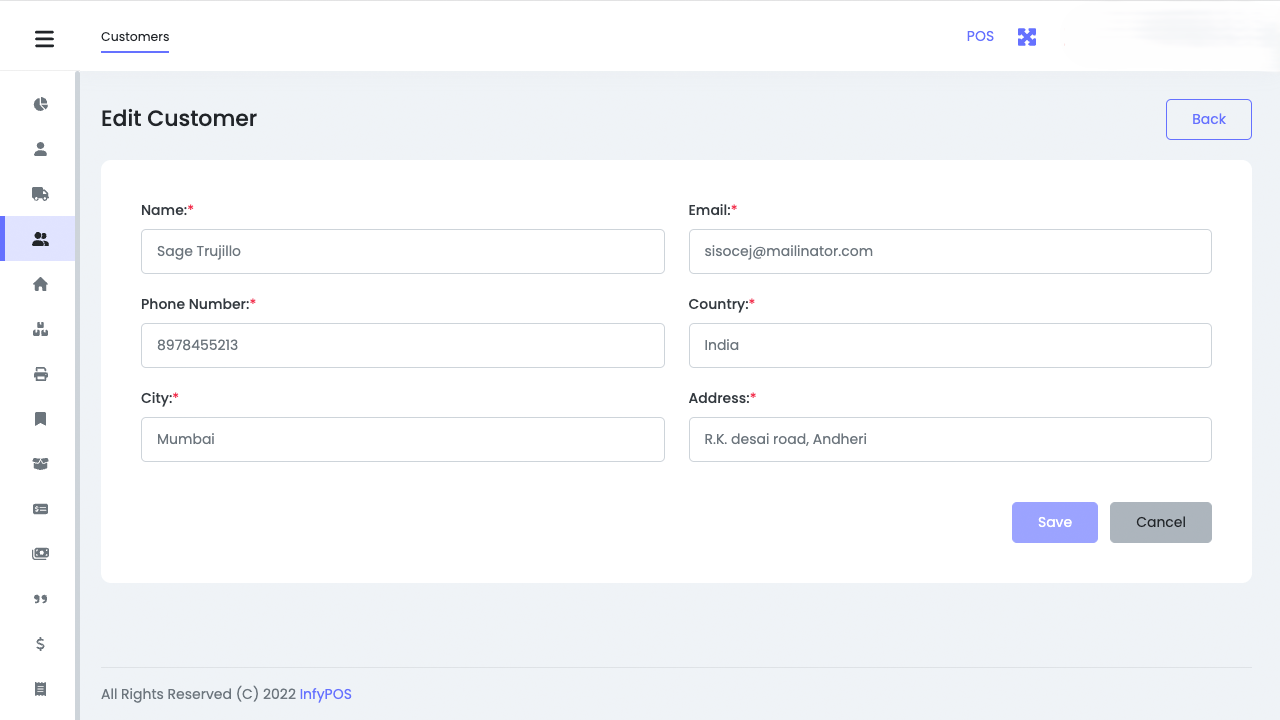 Customers
POS
Edit Customer
Back
Name:*
Email:*
Sage Trujillo
sisocej@mailinator.com
Phone Number:*
Country:*
8978455213
India
City:*
Address:*
Mumbai
R.K. desai road, Andheri
Save
Cancel
All Rights Reserved (C) 2022 InfyPOS